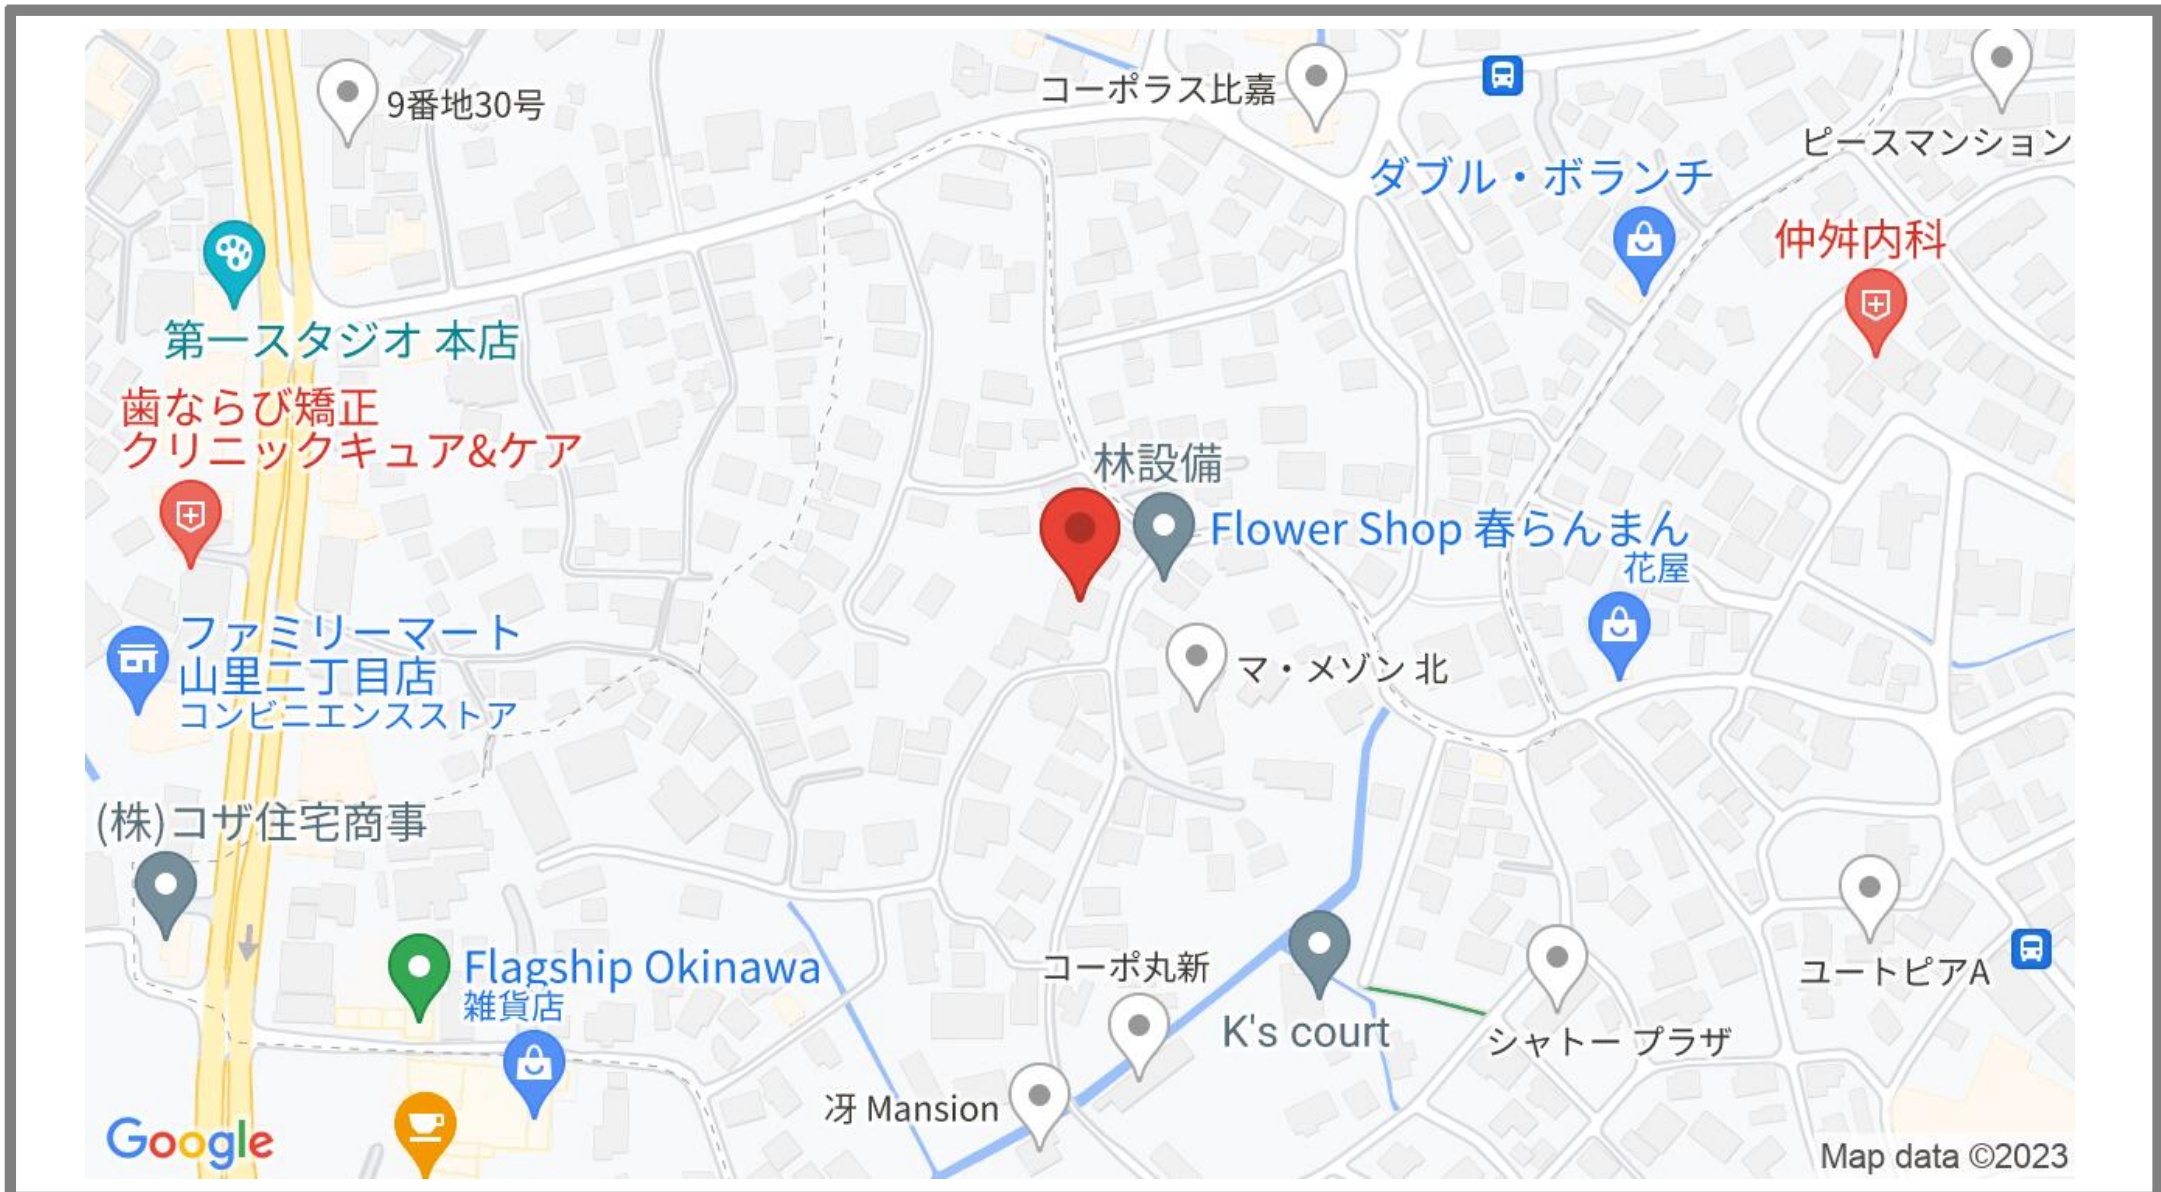 コーポラス比嘉
9番地30号
ピースマンション
ダブル・ボランチ
仲舛内科
第一スタジオ 本店
歯ならび矯正
クリニックキュア&ケア
林設備
Flower Shop 春らんまん
花屋
ファミリーマート
山里二丁目店
コンビニエンスストア
マ・メゾン 北
(株)コザ住宅商事
Flagship Okinawa
雑貨店
コーポ丸新
K's court
シャトー プラザ
ユートピアA
冴 Mansion
Google
Map data ©2023